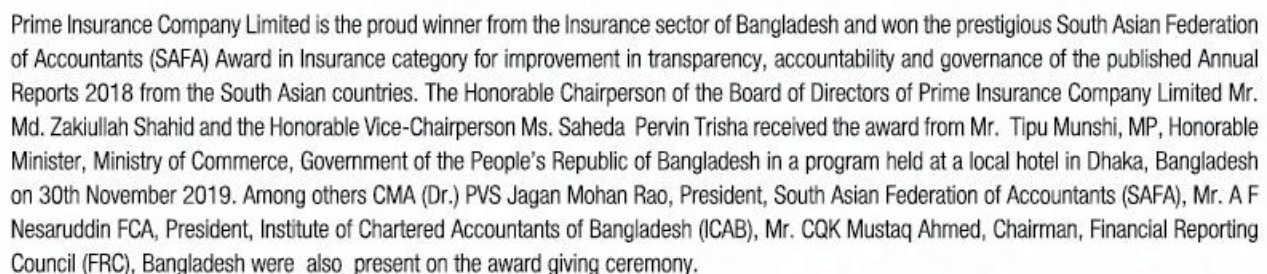 Prime Insurance Company Limited is the proud winner from the Insurance sector of Bangladesh and won the prestigious South Asian Federation
of Accountants (SAFA) Award in Insurance category for improvement in transparency, accountability and governance of the published Annual
Reports 2018 from the South Asian countries. The Honorable Chairperson of the Board of Directors of Prime Insurance Company Limited Mr.
Md. Zakiullah Shahid and the Honorable Vice-Chairperson Ms. Saheda Pervin Trisha received the award from Mr. Tipu Munshi, MP, Honorable
Minister, Ministry of Commerce, Government of the People's Republic of Bangladesh in a program held at a local hotel in Dhaka, Bangladesh
on 30th November 2019. Among others CMA (Dr.) PVS Jagan Mohan Rao, President, South Asian Federation of Accountants (SAFA), Mr. A F
Nesaruddin FCA, President, Institute of Chartered Accountants of Bangladesh (ICAB), Mr. CQK Mustaq Ahmed, Chairman, Financial Reporting
Council (FRC), Bangladesh were also present on the award giving ceremony.